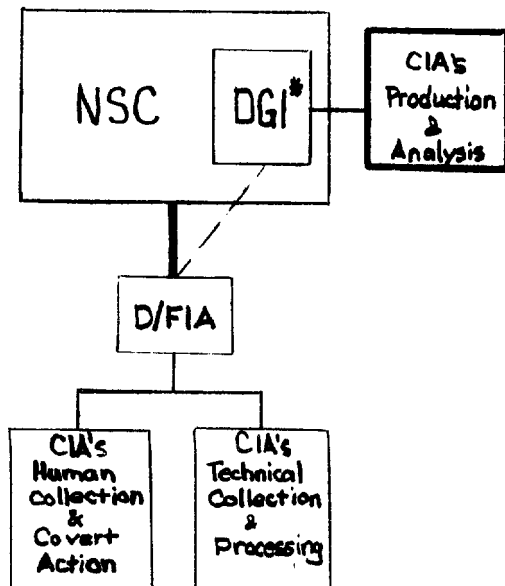 NSC
DGI*
CIA's
Production
&
Analysis
D/FIA
CIA's
Human
Collection
&
Covert
Action
CIA's
Technical
Collection
&
Processing